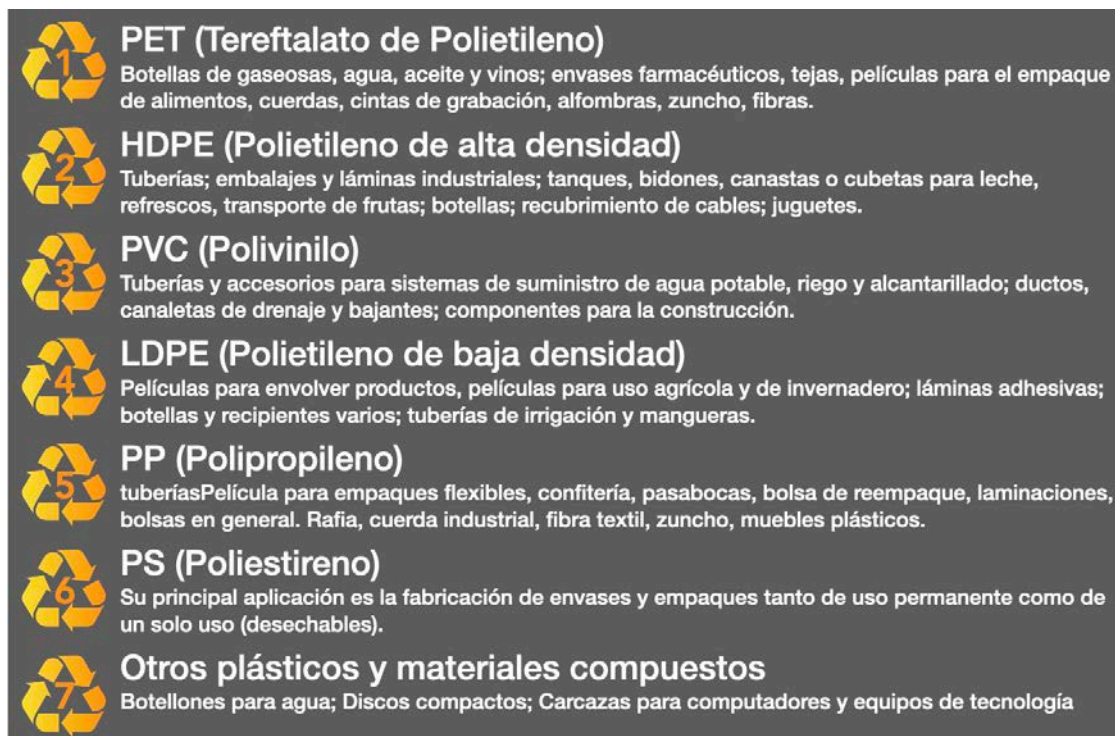 1
PET (Tereftalato de Polietileno)
Botellas de gaseosas, agua, aceite y vinos; envases farmacéuticos, tejas, películas para el empaque
de alimentos, cuerdas, cintas de grabación, alfombras, zuncho, fibras.
2
HDPE (Polietileno de alta densidad)
Tuberías; embalajes y láminas industriales; tanques, bidones, canastas o cubetas para leche,
refrescos, transporte de frutas; botellas; recubrimiento de cables; juguetes.
3
PVC (Polivinilo)
Tuberías y accesorios para sistemas de suministro de agua potable, riego y alcantarillado; ductos,
canaletas de drenaje y bajantes; componentes para la construcción.
4
LDPE (Polietileno de baja densidad)
Películas para envolver productos, películas para uso agrícola y de invernadero; láminas adhesivas;
botellas y recipientes varios; tuberías de irrigación y mangueras.
5
PP (Polipropileno)
tuberíasPelícula para empaques flexibles, confitería, pasabocas, bolsa de reempaque, laminaciones,
bolsas en general. Rafia, cuerda industrial, fibra textil, zuncho, muebles plásticos.
6
PS (Poliestireno)
Su principal aplicación es la fabricación de envases y empaques tanto de uso permanente como de
un solo uso (desechables).
7
Otros plásticos y materiales compuestos
Botellones para agua; Discos compactos; Carcazas para computadores y equipos de tecnología